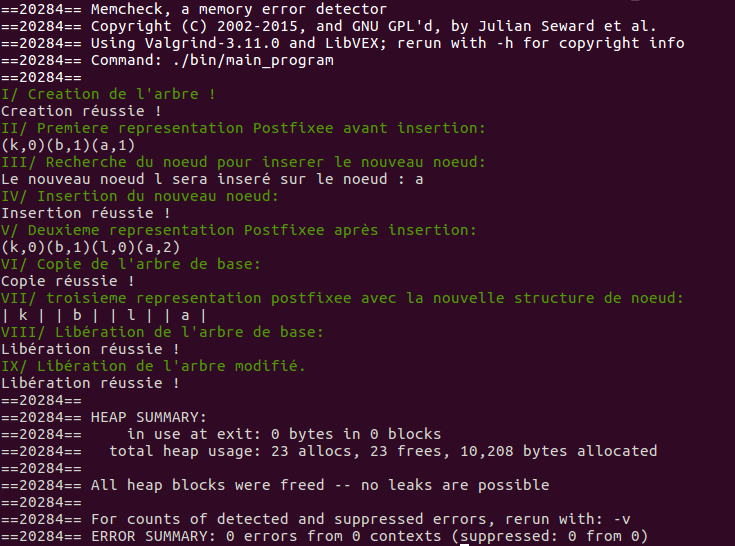 ==20284== Memcheck, a memory error detector
==20284== Copyright (C) 2002-2015, and GNU GPL'd, by Julian Seward et al.
==20284== Using Valgrind-3.11.0 and LibVEX; rerun with -h for copyright info
==20284== Command: ./bin/main_program
==20284==
I/ Creation de l'arbre !
Creation réussie !
II/ Premiere representation Postfixee avant insertion:
(k,0)(b,1)(a,1)
III/ Recherche du noeud pour inserer le nouveau noeud:
Le nouveau noeud l sera inseré sur le noeud : a
IV/ Insertion du nouveau noeud:
Insertion réussie !
V/ Deuxieme representation Postfixee après insertion:
(k,0)(b,1)(l,0)(a,2)
VI/ Copie de l'arbre de base:
Copie réussie !
VII/ troisieme representation postfixee avec la nouvelle structure de noeud:
| k | | b | | l | | a |
VIII/ Libération de l'arbre de base:
Libération réussie !
IX/ Libération de l'arbre modifié.
Libération réussie !
==20284==
==20284== HEAP SUMMARY:
==20284==     in use at exit: 0 bytes in 0 blocks
==20284==   total heap usage: 23 allocs, 23 frees, 10,208 bytes allocated
==20284==
==20284== All heap blocks were freed -- no leaks are possible
==20284==
==20284== For counts of detected and suppressed errors, rerun with: -v
==20284== ERROR SUMMARY: 0 errors from 0 contexts (suppressed: 0 from 0)